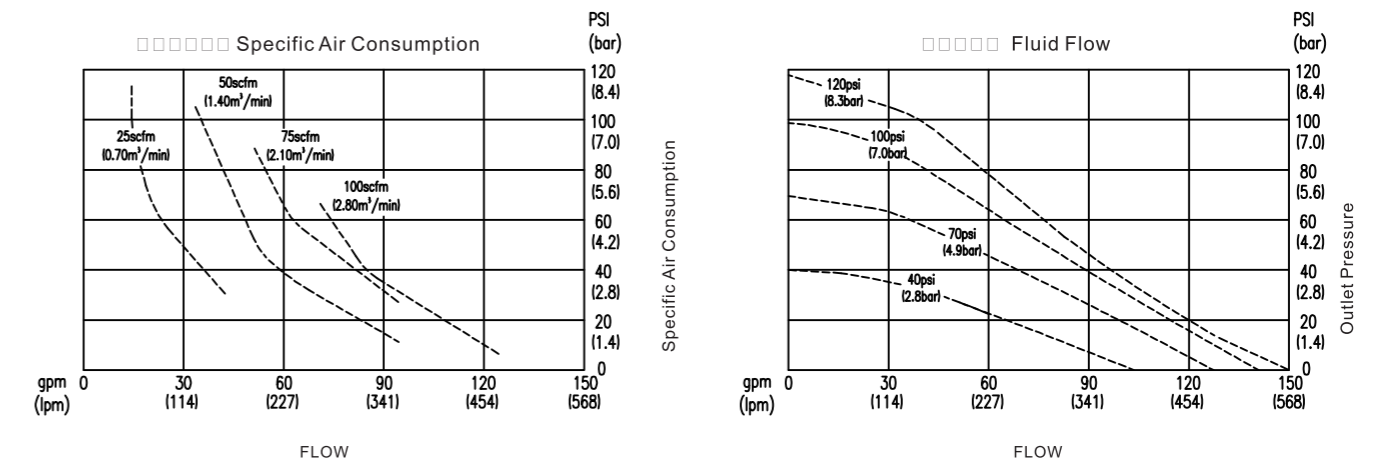 PSI
(bar)
□□□□□□ Specific Air Consumption
120
(8.4)
50scfm
(1.40m³/min)
100
(7.0)
25scfm
(0.70m³/min)
75scfm
(2.10m³/min)
80
(5.6)
100scfm
(2.80m³/min)
60
(4.2)
40
(2.8)
20
(1.4)
0
gpm 0 30 60 90 120 150
(lpm) (114) (227) (341) (454) (568)
FLOW
Specific Air Consumption
PSI
(bar)
□□□□□ Fluid Flow
120
(8.4)
120psi
(8.3bar)
100
(7.0)
100psi
(7.0bar)
80
(5.6)
60
(4.2)
70psi
(4.9bar)
40
(2.8)
40psi
(2.8bar)
20
(1.4)
0
gpm 0 30 60 90 120 150
(lpm) (114) (227) (341) (454) (568)
FLOW
Outlet Pressure